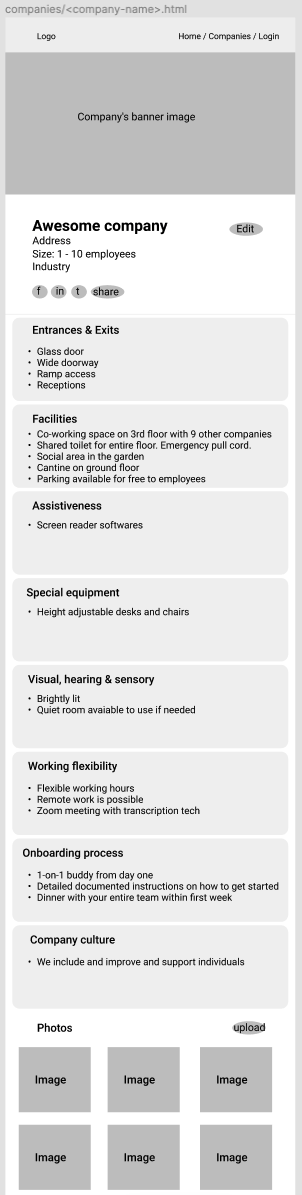 companies/<company-name>.html
Logo
Home / Companies / Login
Company's banner image
Awesome company
Edit
Address
Size: 1 - 10 employees
Industry
f in t share
Entrances & Exits
• Glass door
• Wide doorway
• Ramp access
• Receptions
Facilities
• Co-working space on 3rd floor with 9 other companies
• Shared toilet for entire floor. Emergency pull cord.
• Social area in the garden
• Cantine on ground floor
• Parking available for free to employees
Assistiveness
• Screen reader softwares
Special equipment
• Height adjustable desks and chairs
Visual, hearing & sensory
• Brightly lit
• Quiet room avaiable to use if needed
Working flexibility
• Flexible working hours
• Remote work is possible
• Zoom meeting with transcription tech
Onboarding process
• 1-on-1 buddy from day one
• Detailed documented instructions on how to get started
• Dinner with your entire team within first week
Company culture
• We include and improve and support individuals
Photos
upload
Image Image Image
Image Image Image